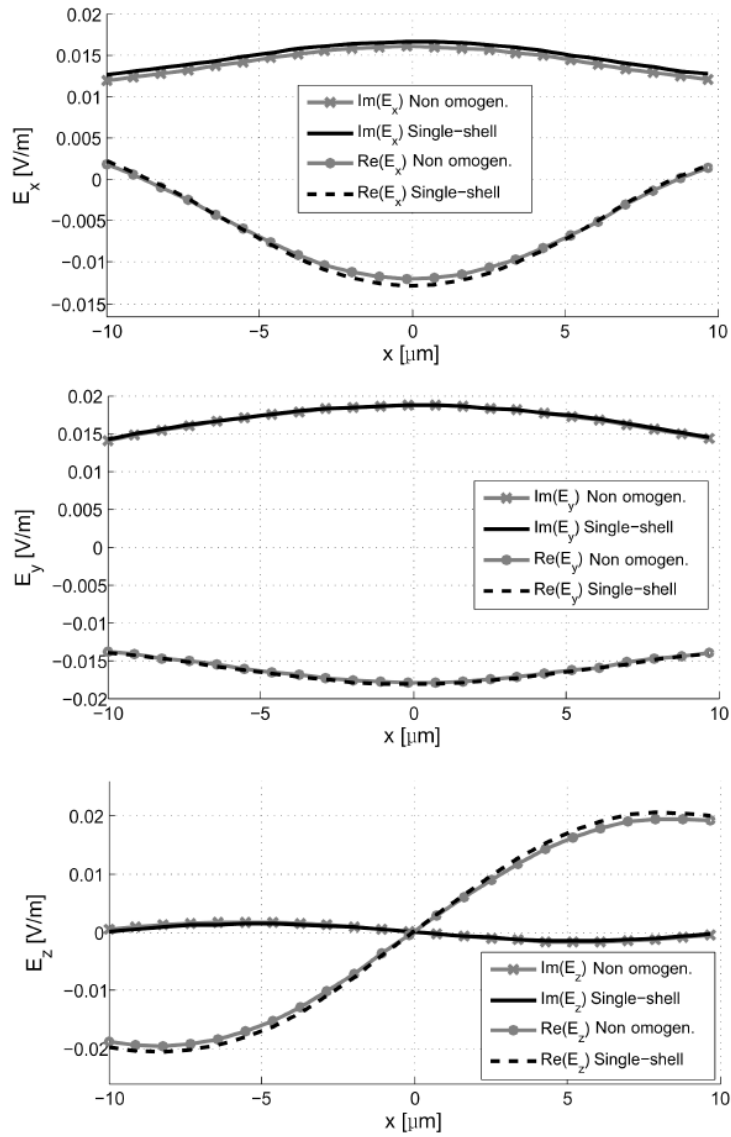 0.02
0.015
0.01
0.005
0
−0.005
−0.01
−0.015
E_x [V/m]
Im(E_x) Non omogen.
Im(E_x) Single−shell
Re(E_x) Non omogen.
Re(E_x) Single−shell
−10 −5 0 5 10
x [μm]
0.02
0.015
0.01
0.005
0
−0.005
−0.01
−0.015
−0.02
E_y [V/m]
Im(E_y) Non omogen.
Im(E_y) Single−shell
Re(E_y) Non omogen.
Re(E_y) Single−shell
−10 −5 0 5 10
x [μm]
0.02
0.01
0
−0.01
−0.02
E_z [V/m]
Im(E_z) Non omogen.
Im(E_z) Single−shell
Re(E_z) Non omogen.
Re(E_z) Single−shell
−10 −5 0 5 10
x [μm]